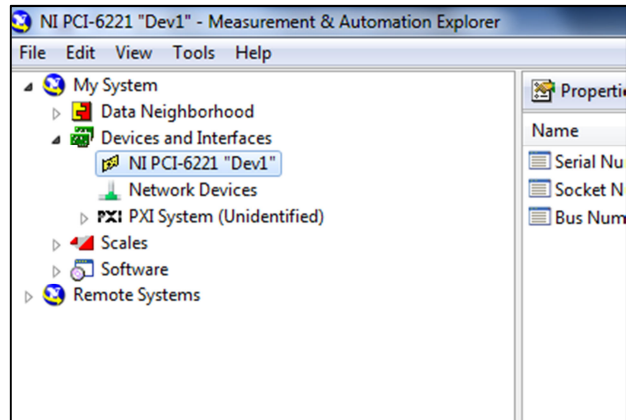 NI PCI-6221 "Dev1" - Measurement & Automation Explorer
File Edit View Tools Help
My System
Data Neighborhood
Devices and Interfaces
NI PCI-6221 "Dev1"
Network Devices
PXI PXI System (Unidentified)
Scales
Software
Remote Systems
Properti
Name
Serial Nu
Socket N
Bus Num